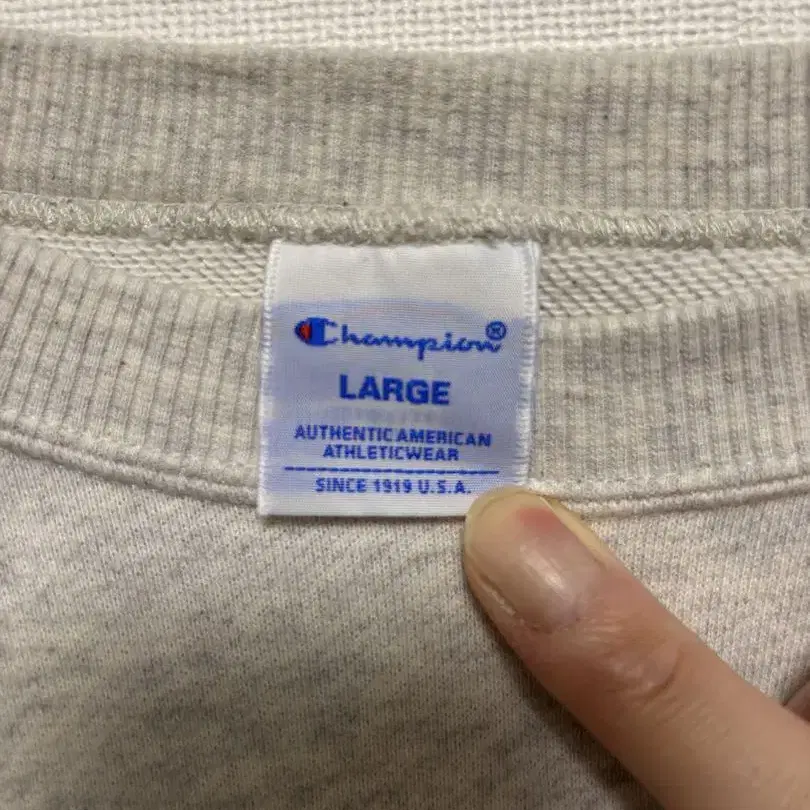 Champion®
LARGE
AUTHENTIC AMERICAN
ATHLETICWEAR
SINCE 1919 U.S.A.